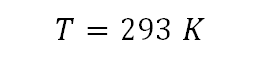 T = 293 K